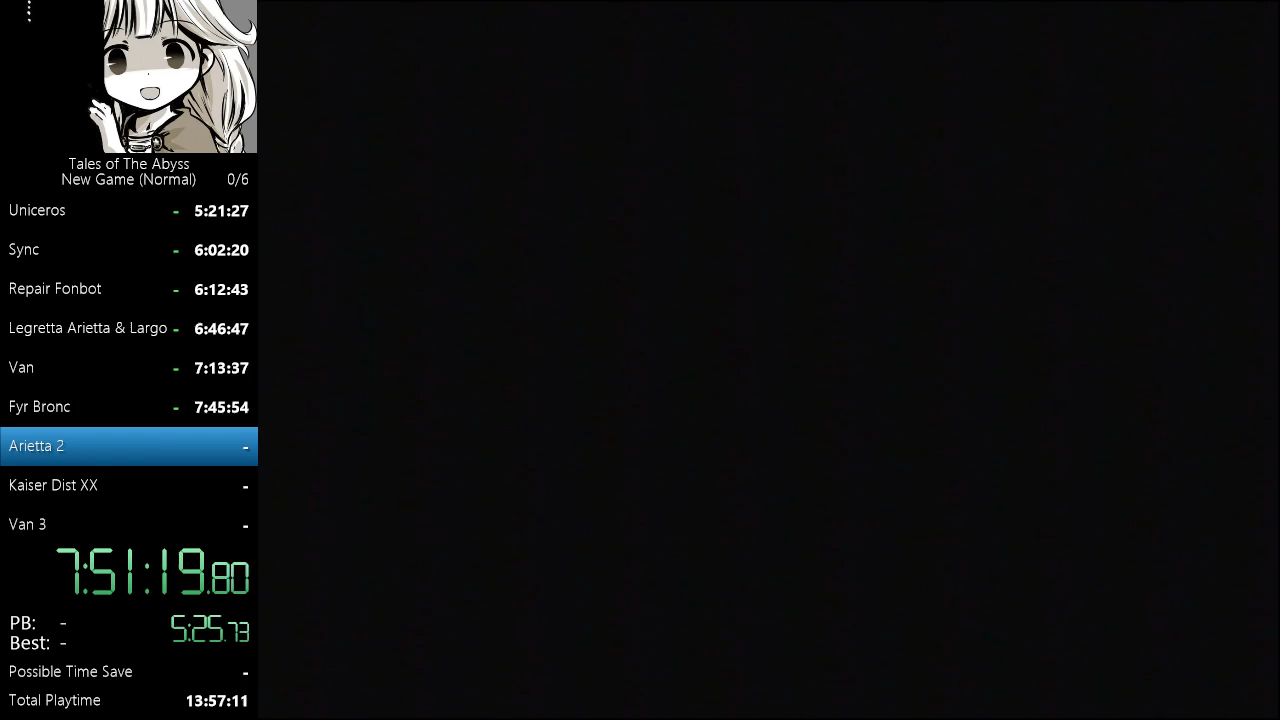 Tales of The Abyss
New Game (Normal) 0/6
Uniceros - 5:21:27
Sync - 6:02:20
Repair Fonbot - 6:12:43
Legretta Arietta & Largo - 6:46:47
Van - 7:13:37
Fyr Bronc - 7:45:54
Arietta 2 -
Kaiser Dist XX -
Van 3 -
7:51:19.80
PB: - 5:25.73
Best: -
Possible Time Save -
Total Playtime 13:57:11